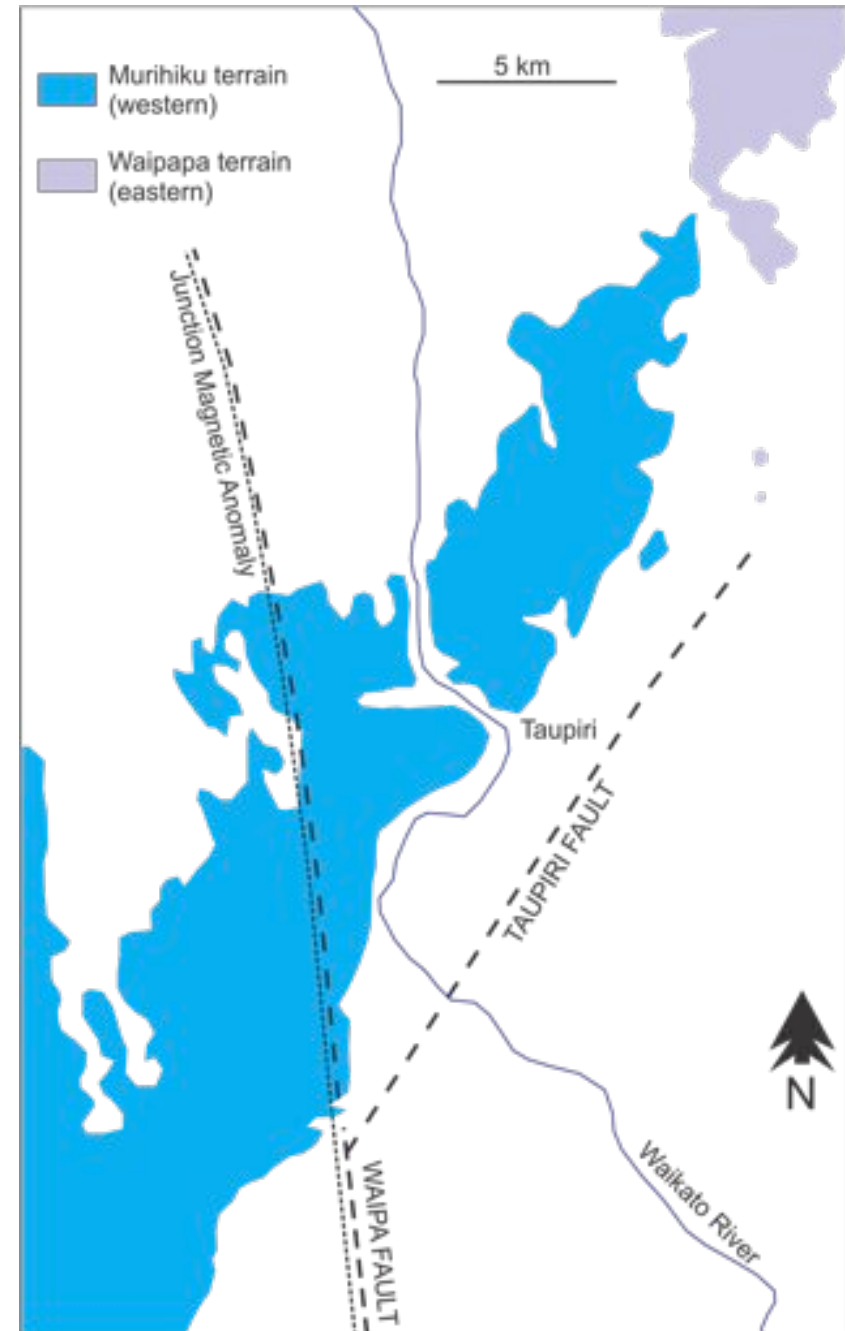 Murihiku terrain
(western)
5 km
Waipapa terrain
(eastern)
Junction Magnetic Anomaly
Taupiri
TAUPIRI FAULT
N
WAIPA FAULT
Waikato River